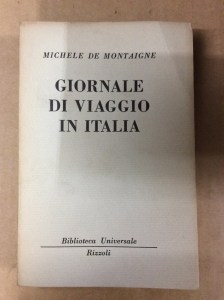 MICHELE DE MONTAIGNE
GIORNALE
DI VIAGGIO
IN ITALIA
Biblioteca Universale
Rizzoli